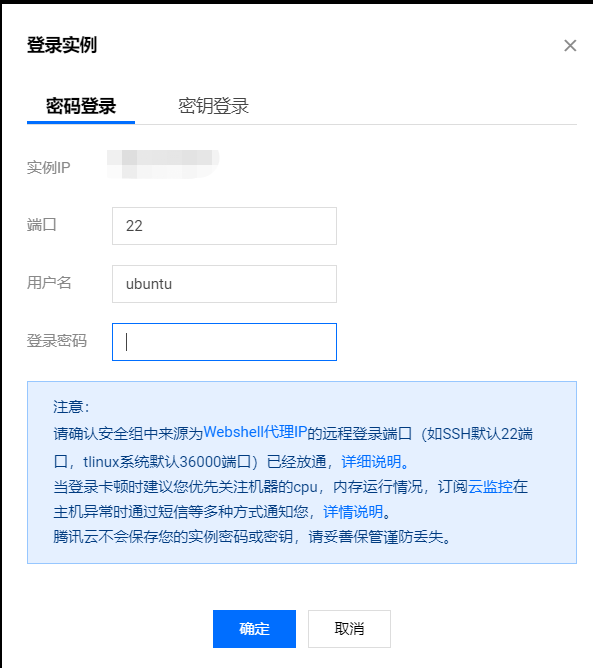 登录实例
密码登录 密钥登录
实例IP
端口 22
用户名 ubuntu
登录密码
注意：
请确认安全组中来源为Webshell代理IP的远程登录端口（如SSH默认22端
口，tlinux系统默认36000端口）已经放通，详细说明。
当登录卡顿时建议您优先关注机器的cpu，内存运行情况，订阅云监控在
主机异常时通过短信等多种方式通知您，详情说明。
腾讯云不会保存您的实例密码或密钥，请妥善保管谨防丢失。
确定 取消